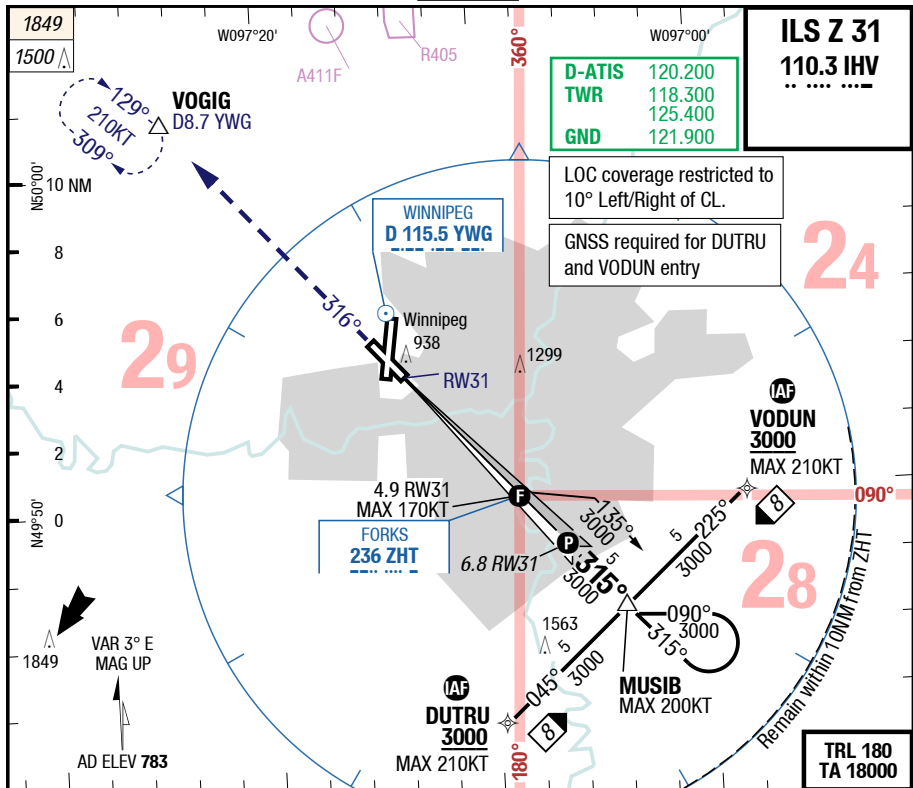 1849
1500
W097°20'
W097°00'
A411F
R405
360°
ILS Z 31
110.3 IHV
D-ATIS 120.200
TWR 118.300
125.400
GND 121.900
LOC coverage restricted to
10° Left/Right of CL.
GNSS required for DUTRU
and VODUN entry
VOGIG
D8.7 YWG
129°
210KT
309°
N50°00'
10 NM
8
6
4
2
0
N49°50'
WINNIPEG
D 115.5 YWG
24
29
28
316°
Winnipeg
938
1299
RW31
IAF
VODUN
3000
MAX 210KT
4.9 RW31
MAX 170KT
F
090°
FORKS
236 ZHT
6.8 RW31
P
135°
3000
5
315°
3000
5
225°
3000
8
090°
3000
315°
MUSIB
MAX 200KT
1563
5
045°
3000
IAF
DUTRU
3000
MAX 210KT
8
180°
Remain within 10NM from ZHT
1849
VAR 3° E
MAG UP
AD ELEV 783
TRL 180
TA 18000